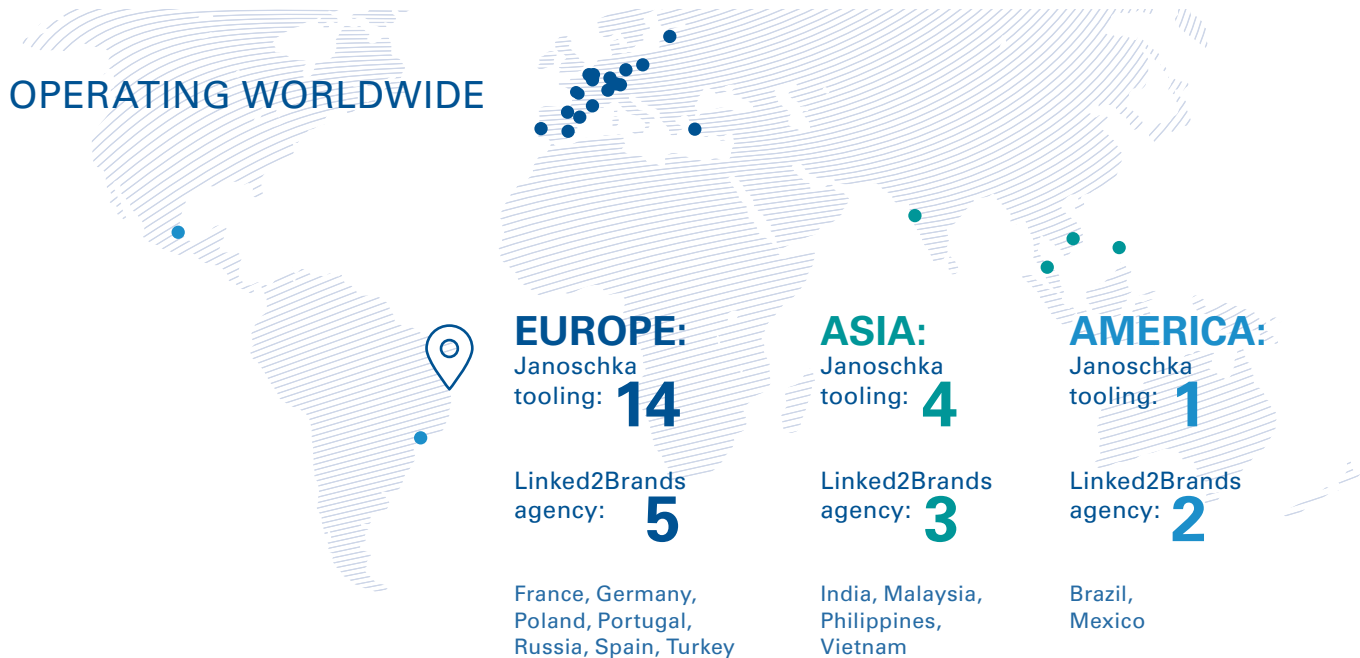 OPERATING WORLDWIDE
EUROPE:
Janoschka
tooling: 14
Linked2Brands
agency: 5
France, Germany,
Poland, Portugal,
Russia, Spain, Turkey
ASIA:
Janoschka
tooling: 4
Linked2Brands
agency: 3
India, Malaysia,
Philippines,
Vietnam
AMERICA:
Janoschka
tooling: 1
Linked2Brands
agency: 2
Brazil,
Mexico